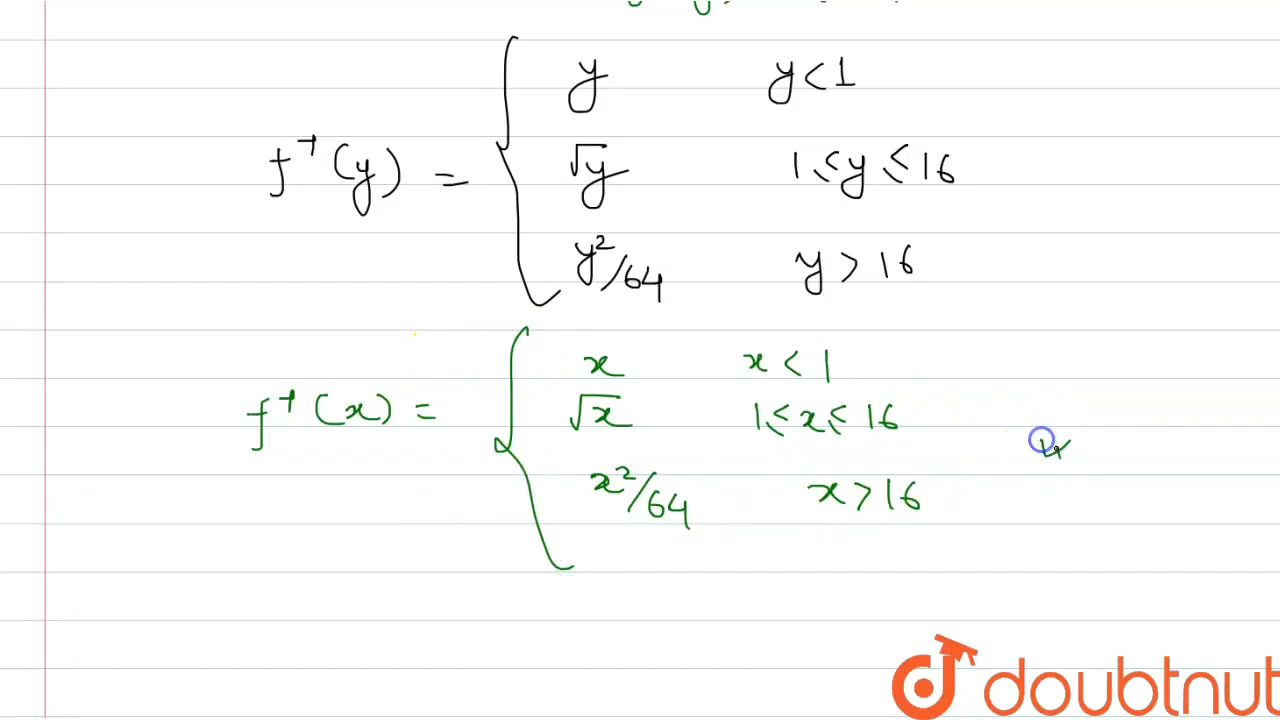 y y < 1
f⁻¹(y) = √y 1 ≤ y ≤ 16
y²/64 y > 16
x x < 1
f⁻¹(x) = √x 1 ≤ x ≤ 16
x²/64 x > 16
doubtnut